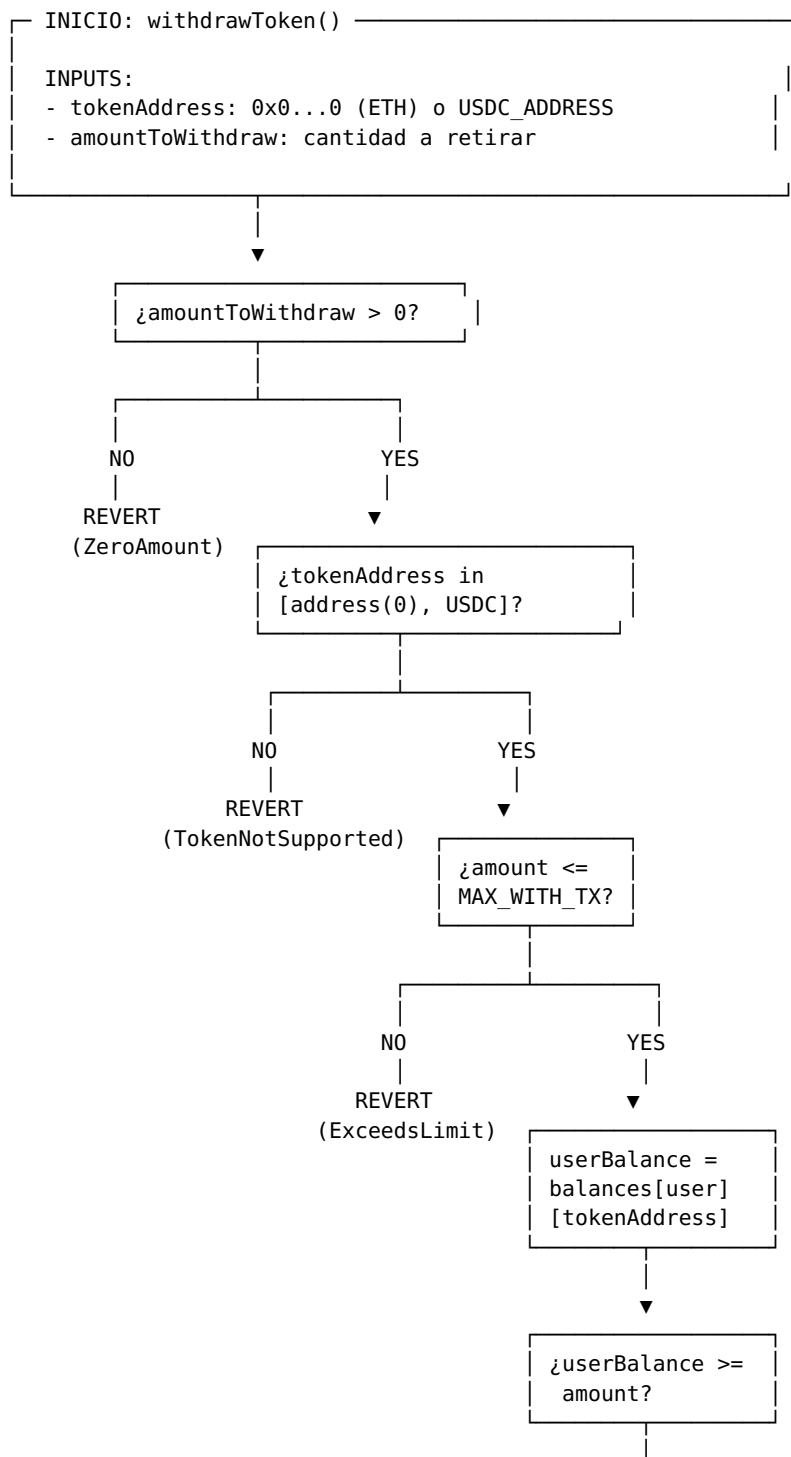 INICIO: withdrawToken()
INPUTS:
- tokenAddress: 0x0...0 (ETH) o USDC_ADDRESS
- amountToWithdraw: cantidad a retirar
¿amountToWithdraw > 0?
NO YES
REVERT
(ZeroAmount)
¿tokenAddress in
[address(0), USDC]?
NO YES
REVERT
(TokenNotSupported)
¿amount <=
MAX_WITH_TX?
NO YES
REVERT
(ExceedsLimit)
userBalance =
balances[user]
[tokenAddress]
¿userBalance >=
amount?